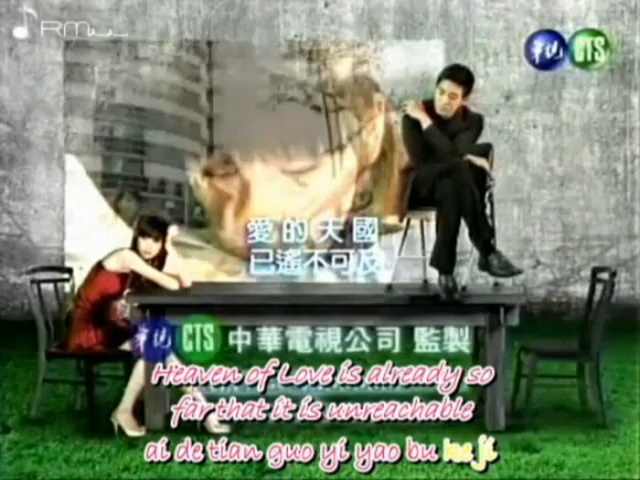 RM
華視 CTS
愛的天國
已遙不可及
華視 CTS 中華電視公司 監製
Heaven of Love is already so
far that it is unreachable
ai de tian guo yi yao bu ke ji